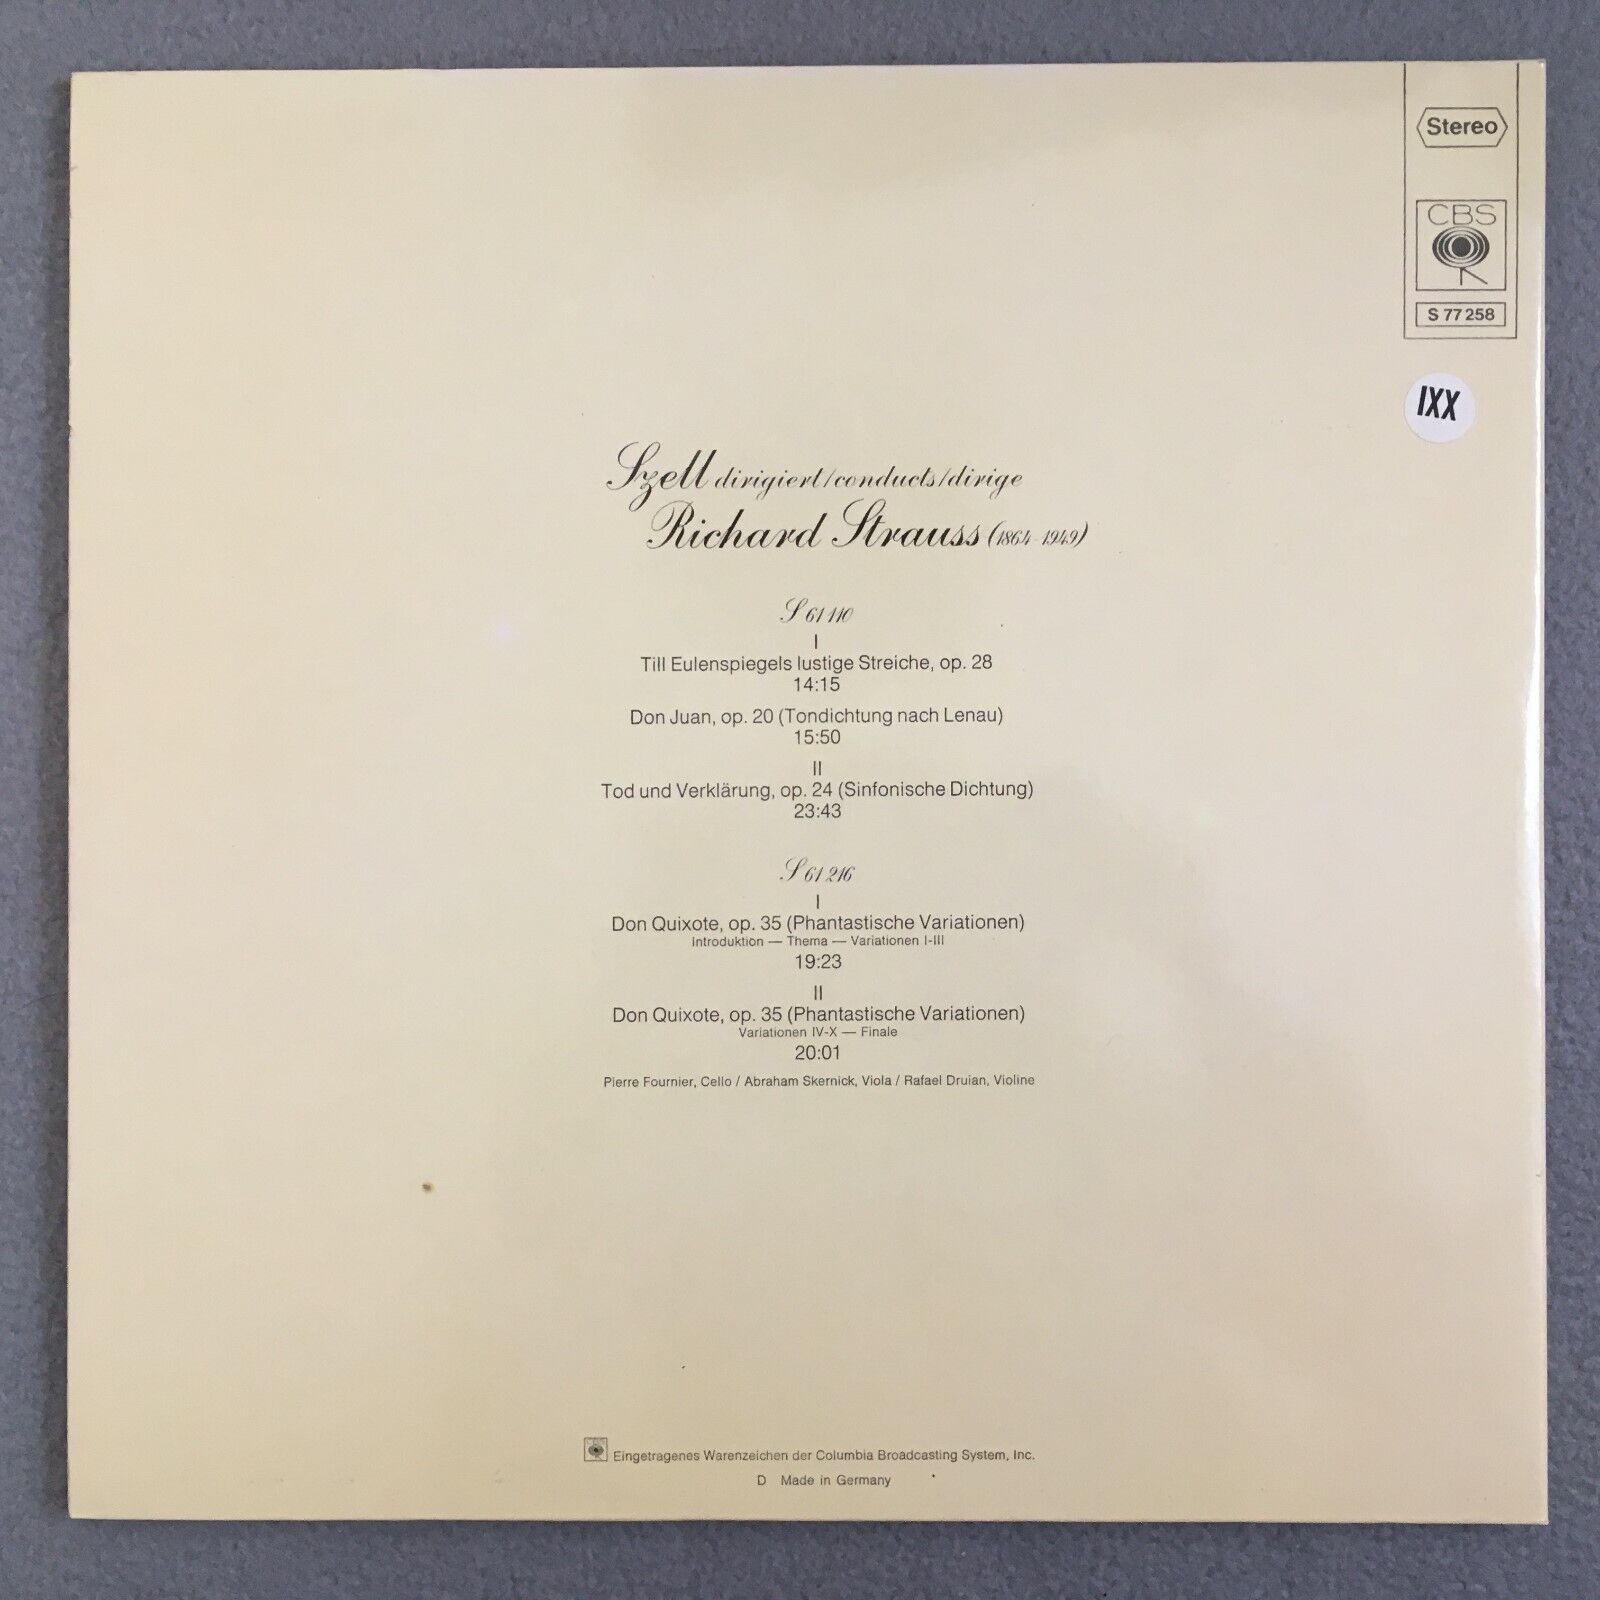 Stereo
CBS
S 77 258
IXX
Szell dirigiert/conducts/dirige
Richard Strauss (1864-1949)
S 61 110
I
Till Eulenspiegels lustige Streiche, op. 28
14:15
Don Juan, op. 20 (Tondichtung nach Lenau)
15:50
II
Tod und Verklärung, op. 24 (Sinfonische Dichtung)
23:43
S 61 216
I
Don Quixote, op. 35 (Phantastische Variationen)
Introduktion — Thema — Variationen I-III
19:23
II
Don Quixote, op. 35 (Phantastische Variationen)
Variationen IV-X — Finale
20:01
Pierre Fournier, Cello / Abraham Skernick, Viola / Rafael Druian, Violine
CBS Eingetragenes Warenzeichen der Columbia Broadcasting System, Inc.
D Made in Germany